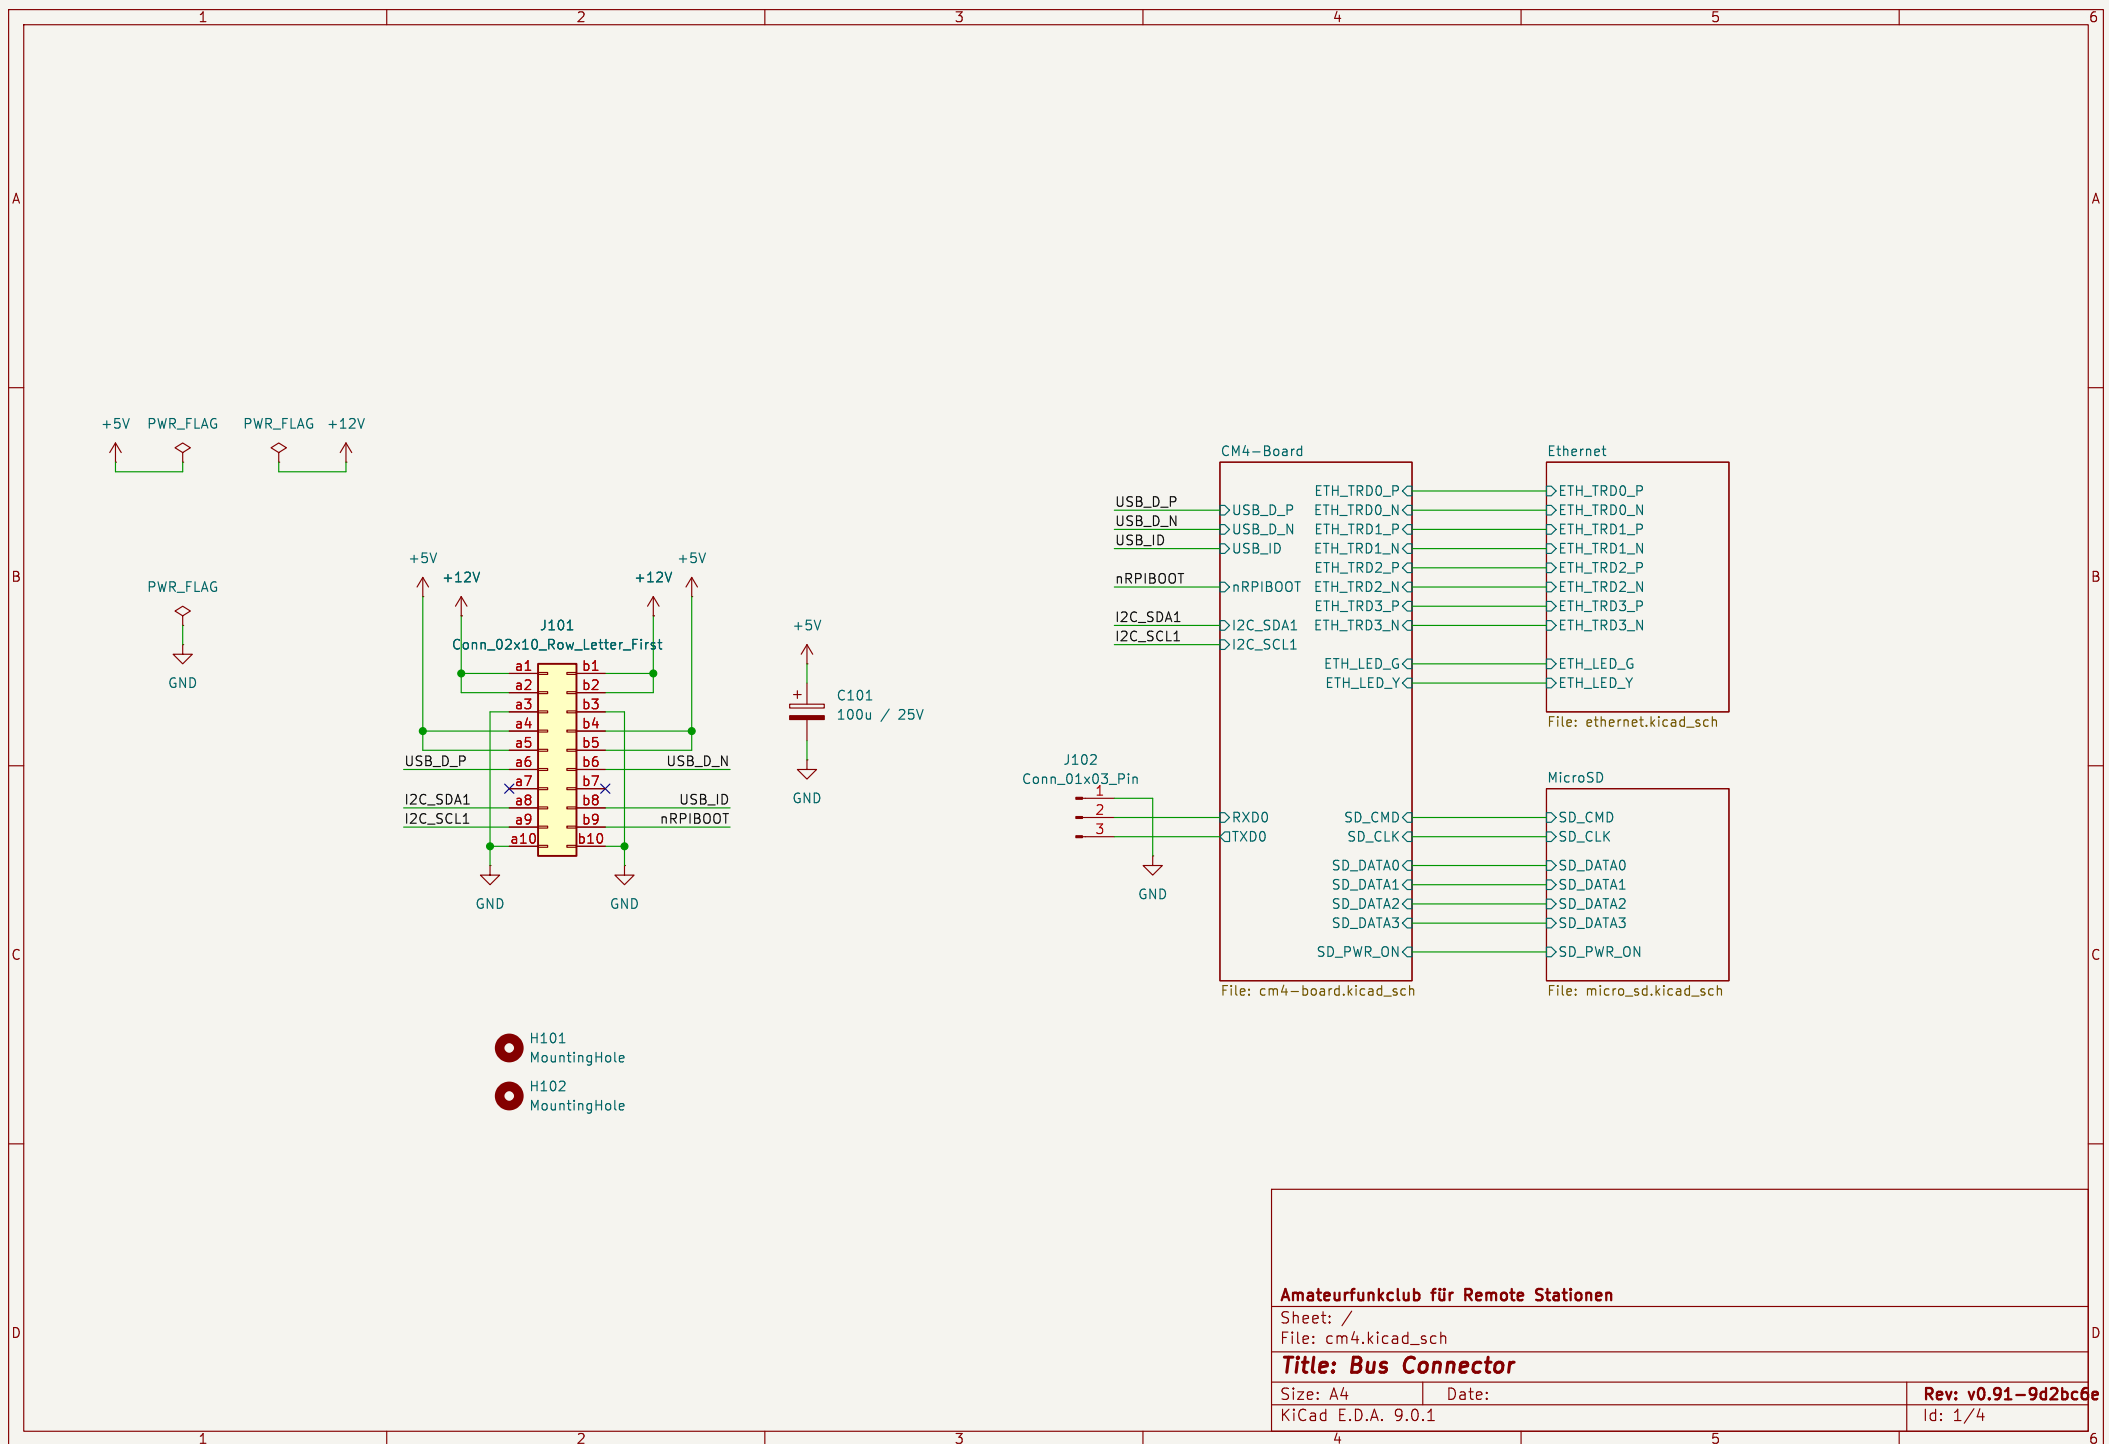 1 2 3 4 5 6
A A
+5V PWR_FLAG PWR_FLAG +12V
PWR_FLAG
GND
B B
+5V +5V
+12V +12V
J101
Conn_02x10_Row_Letter_First
a1 b1
a2 b2
a3 b3
a4 b4
a5 b5
USB_D_P a6 b6 USB_D_N
a7 b7
I2C_SDA1 a8 b8 USB_ID
I2C_SCL1 a9 b9 nRPIBOOT
a10 b10
GND GND
+5V
+
C101
100u / 25V
GND
H101
MountingHole
H102
MountingHole
CM4-Board
USB_D_P
USB_D_N
USB_ID
nRPIBOOT
I2C_SDA1
I2C_SCL1
USB_D_P
USB_D_N
USB_ID
nRPIBOOT
I2C_SDA1
I2C_SCL1
J102
Conn_01x03_Pin
1
2
3
GND
RXD0
TXD0
ETH_TRD0_P
ETH_TRD0_N
ETH_TRD1_P
ETH_TRD1_N
ETH_TRD2_P
ETH_TRD2_N
ETH_TRD3_P
ETH_TRD3_N
ETH_LED_G
ETH_LED_Y
SD_CMD
SD_CLK
SD_DATA0
SD_DATA1
SD_DATA2
SD_DATA3
SD_PWR_ON
File: cm4-board.kicad_sch
Ethernet
ETH_TRD0_P
ETH_TRD0_N
ETH_TRD1_P
ETH_TRD1_N
ETH_TRD2_P
ETH_TRD2_N
ETH_TRD3_P
ETH_TRD3_N
ETH_LED_G
ETH_LED_Y
File: ethernet.kicad_sch
MicroSD
SD_CMD
SD_CLK
SD_DATA0
SD_DATA1
SD_DATA2
SD_DATA3
SD_PWR_ON
File: micro_sd.kicad_sch
C C
D D
Amateurfunkclub für Remote Stationen
Sheet: /
File: cm4.kicad_sch
Title: Bus Connector
Size: A4 Date: Rev: v0.91-9d2bc6e
KiCad E.D.A. 9.0.1 Id: 1/4
1 2 3 4 5 6